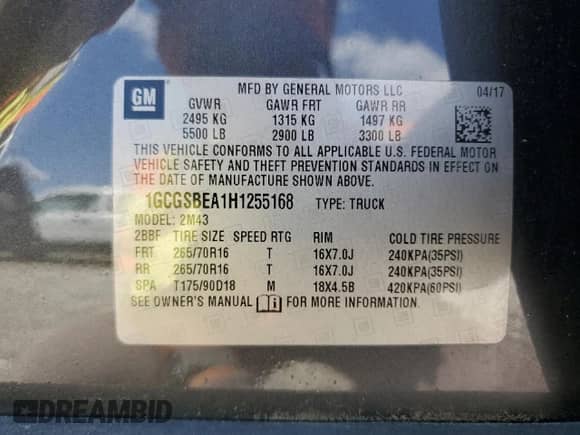 GM
MFD BY GENERAL MOTORS LLC 04/17
GVWR GAWR FRT GAWR RR
2495 KG 1315 KG 1497 KG
5500 LB 2900 LB 3300 LB
THIS VEHICLE CONFORMS TO ALL APPLICABLE U.S. FEDERAL MOTOR
VEHICLE SAFETY AND THEFT PREVENTION STANDARDS IN EFFECT ON
THE DATE OF MANUFACTURE SHOWN ABOVE.
1GCGSBEA1H1255168 TYPE: TRUCK
MODEL: 2M43
2BBF TIRE SIZE SPEED RTG RIM COLD TIRE PRESSURE
FRT 265/70R16 T 16X7.0J 240KPA(35PSI)
RR 265/70R16 T 16X7.0J 240KPA(35PSI)
SPA T175/90D18 M 18X4.5B 420KPA(60PSI)
SEE OWNER'S MANUAL i FOR MORE INFORMATION.
DREAMBID